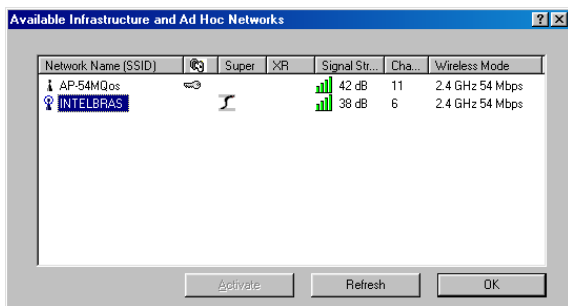 Available Infrastructure and Ad Hoc Networks
Network Name (SSID) Super XR Signal Str... Cha... Wireless Mode
AP-54MQos 42 dB 11 2.4 GHz 54 Mbps
INTELBRAS 38 dB 6 2.4 GHz 54 Mbps
Activate Refresh OK